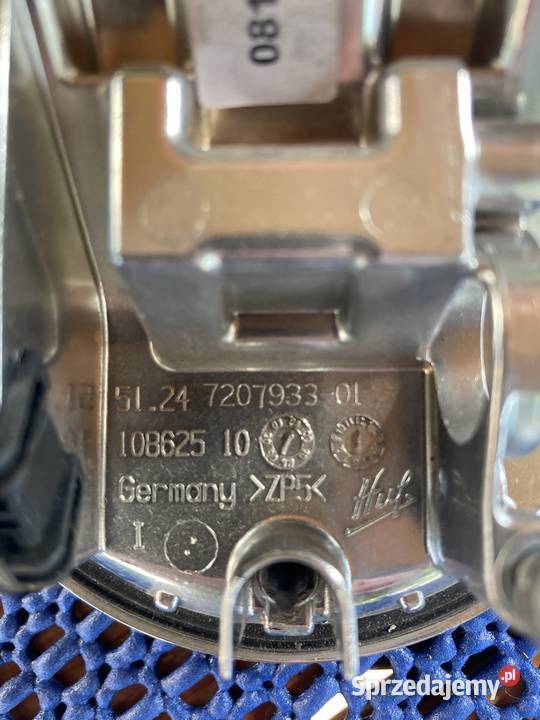 081
51.24 7207933-01
108625 10
Germany >ZP5<
Huf
I
Sprzedajemy.pl